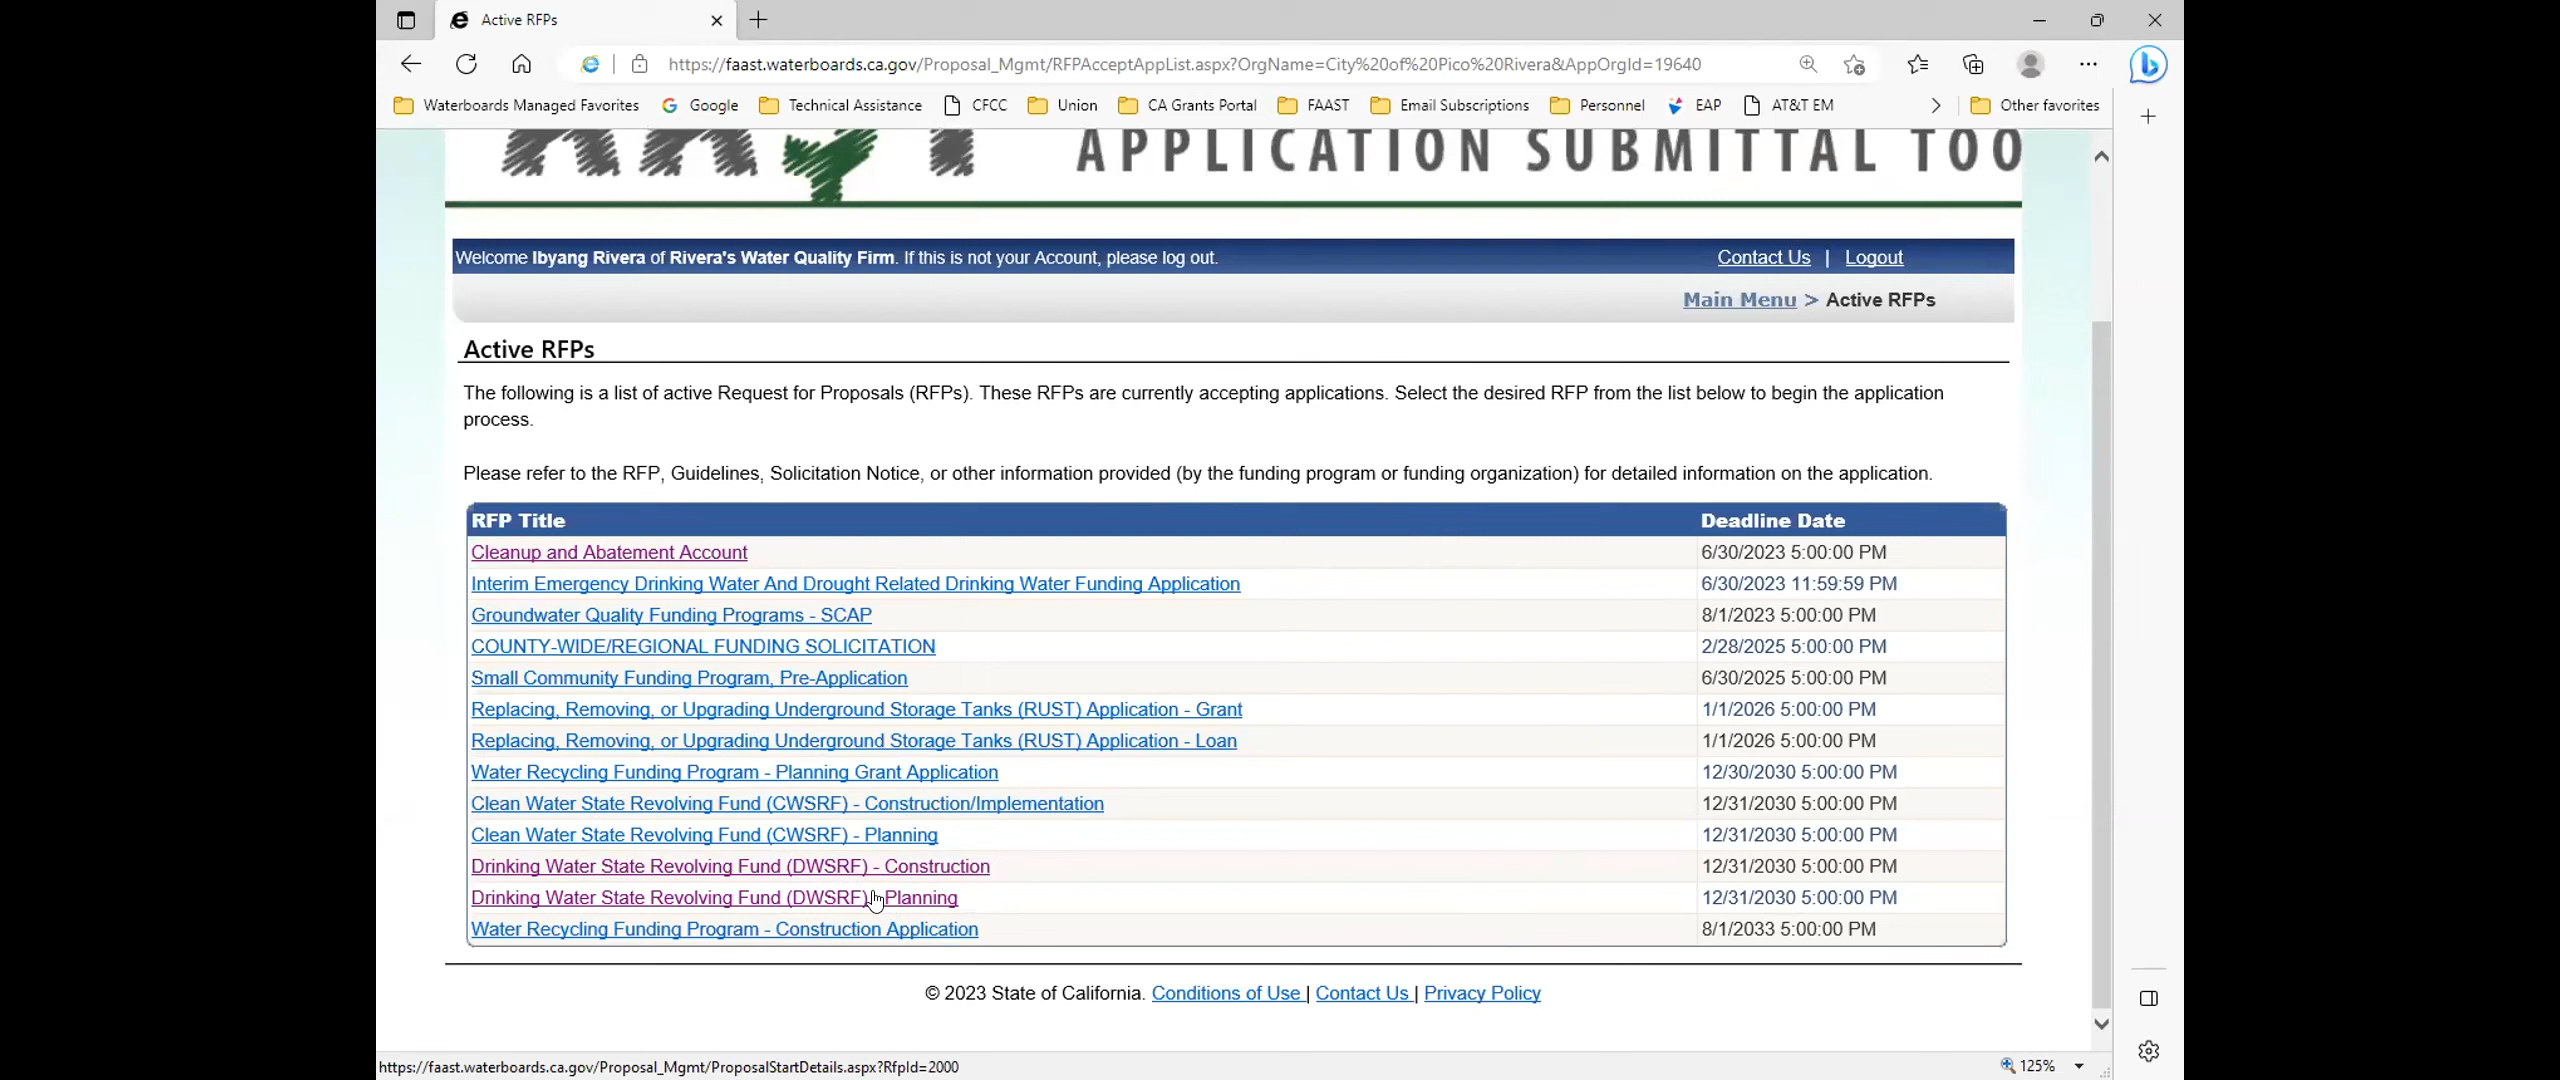 Active RFPs
https://faast.waterboards.ca.gov/Proposal_Mgmt/RFPAcceptAppList.aspx?OrgName=City%20of%20Pico%20Rivera&AppOrgId=19640
Waterboards Managed Favorites Google Technical Assistance CFCC Union CA Grants Portal FAAST Email Subscriptions Personnel EAP AT&T EM Other favorites
APPLICATION SUBMITTAL TOO
Welcome Ibyang Rivera of Rivera's Water Quality Firm. If this is not your Account, please log out. Contact Us | Logout
Main Menu > Active RFPs
Active RFPs
The following is a list of active Request for Proposals (RFPs). These RFPs are currently accepting applications. Select the desired RFP from the list below to begin the application
process.
Please refer to the RFP, Guidelines, Solicitation Notice, or other information provided (by the funding program or funding organization) for detailed information on the application.
RFP Title Deadline Date
Cleanup and Abatement Account 6/30/2023 5:00:00 PM
Interim Emergency Drinking Water And Drought Related Drinking Water Funding Application 6/30/2023 11:59:59 PM
Groundwater Quality Funding Programs - SCAP 8/1/2023 5:00:00 PM
COUNTY-WIDE/REGIONAL FUNDING SOLICITATION 2/28/2025 5:00:00 PM
Small Community Funding Program, Pre-Application 6/30/2025 5:00:00 PM
Replacing, Removing, or Upgrading Underground Storage Tanks (RUST) Application - Grant 1/1/2026 5:00:00 PM
Replacing, Removing, or Upgrading Underground Storage Tanks (RUST) Application - Loan 1/1/2026 5:00:00 PM
Water Recycling Funding Program - Planning Grant Application 12/30/2030 5:00:00 PM
Clean Water State Revolving Fund (CWSRF) - Construction/Implementation 12/31/2030 5:00:00 PM
Clean Water State Revolving Fund (CWSRF) - Planning 12/31/2030 5:00:00 PM
Drinking Water State Revolving Fund (DWSRF) - Construction 12/31/2030 5:00:00 PM
Drinking Water State Revolving Fund (DWSRF) - Planning 12/31/2030 5:00:00 PM
Water Recycling Funding Program - Construction Application 8/1/2033 5:00:00 PM
© 2023 State of California. Conditions of Use | Contact Us | Privacy Policy
https://faast.waterboards.ca.gov/Proposal_Mgmt/ProposalStartDetails.aspx?RfpId=2000 125%